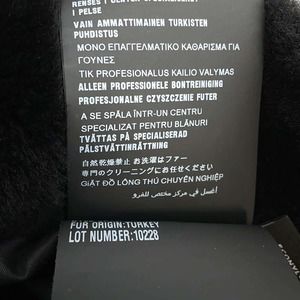 RENSES I
I PELSE
VAIN AMMATTIMAINEN TURKISTEN
PUHDISTUS
ΜΟΝΟ ΕΠΑΓΓΕΛΜΑΤΙΚΟ ΚΑΘΑΡΙΣΜΑ ΓΙΑ
ΓΟΥΝΕΣ
TIK PROFESIONALUS KAILIO VALYMAS
ALLEEN PROFESSIONELE BONTREINIGING
PROFESJONALNE CZYSZCZENIE FUTER
A SE SPĂLA ÎNTR-UN CENTRU
SPECIALIZAT PENTRU BLĂNURI
TVÄTTAS PÅ SPECIALISERAD
PÄLSTVÄTTINRÄTTNING
自然乾燥禁止 お洗濯はファー
専門のクリーニングにお任せください
GIẶT ĐỒ LÔNG THÚ CHUYÊN NGHIỆP
أغسل في مركز مختص للفرو
FUR ORIGIN:TURKEY
LOT NUMBER:10228